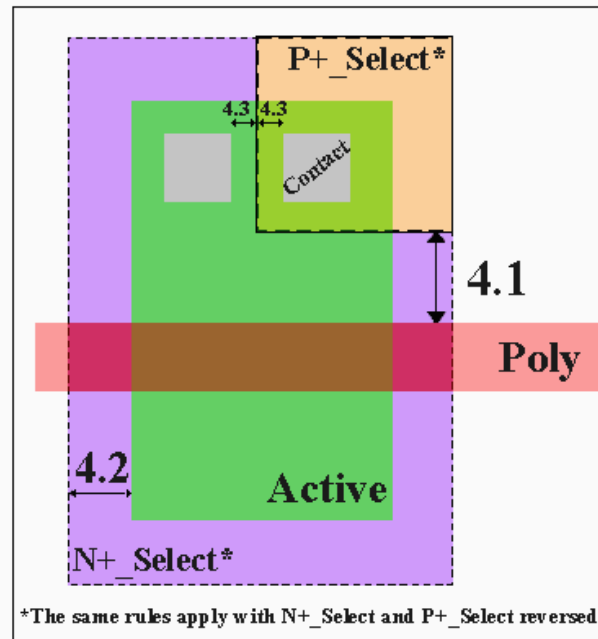 P+_Select*
4.3 4.3
Contact
4.1
Poly
4.2
Active
N+_Select*
*The same rules apply with N+_Select and P+_Select reversed